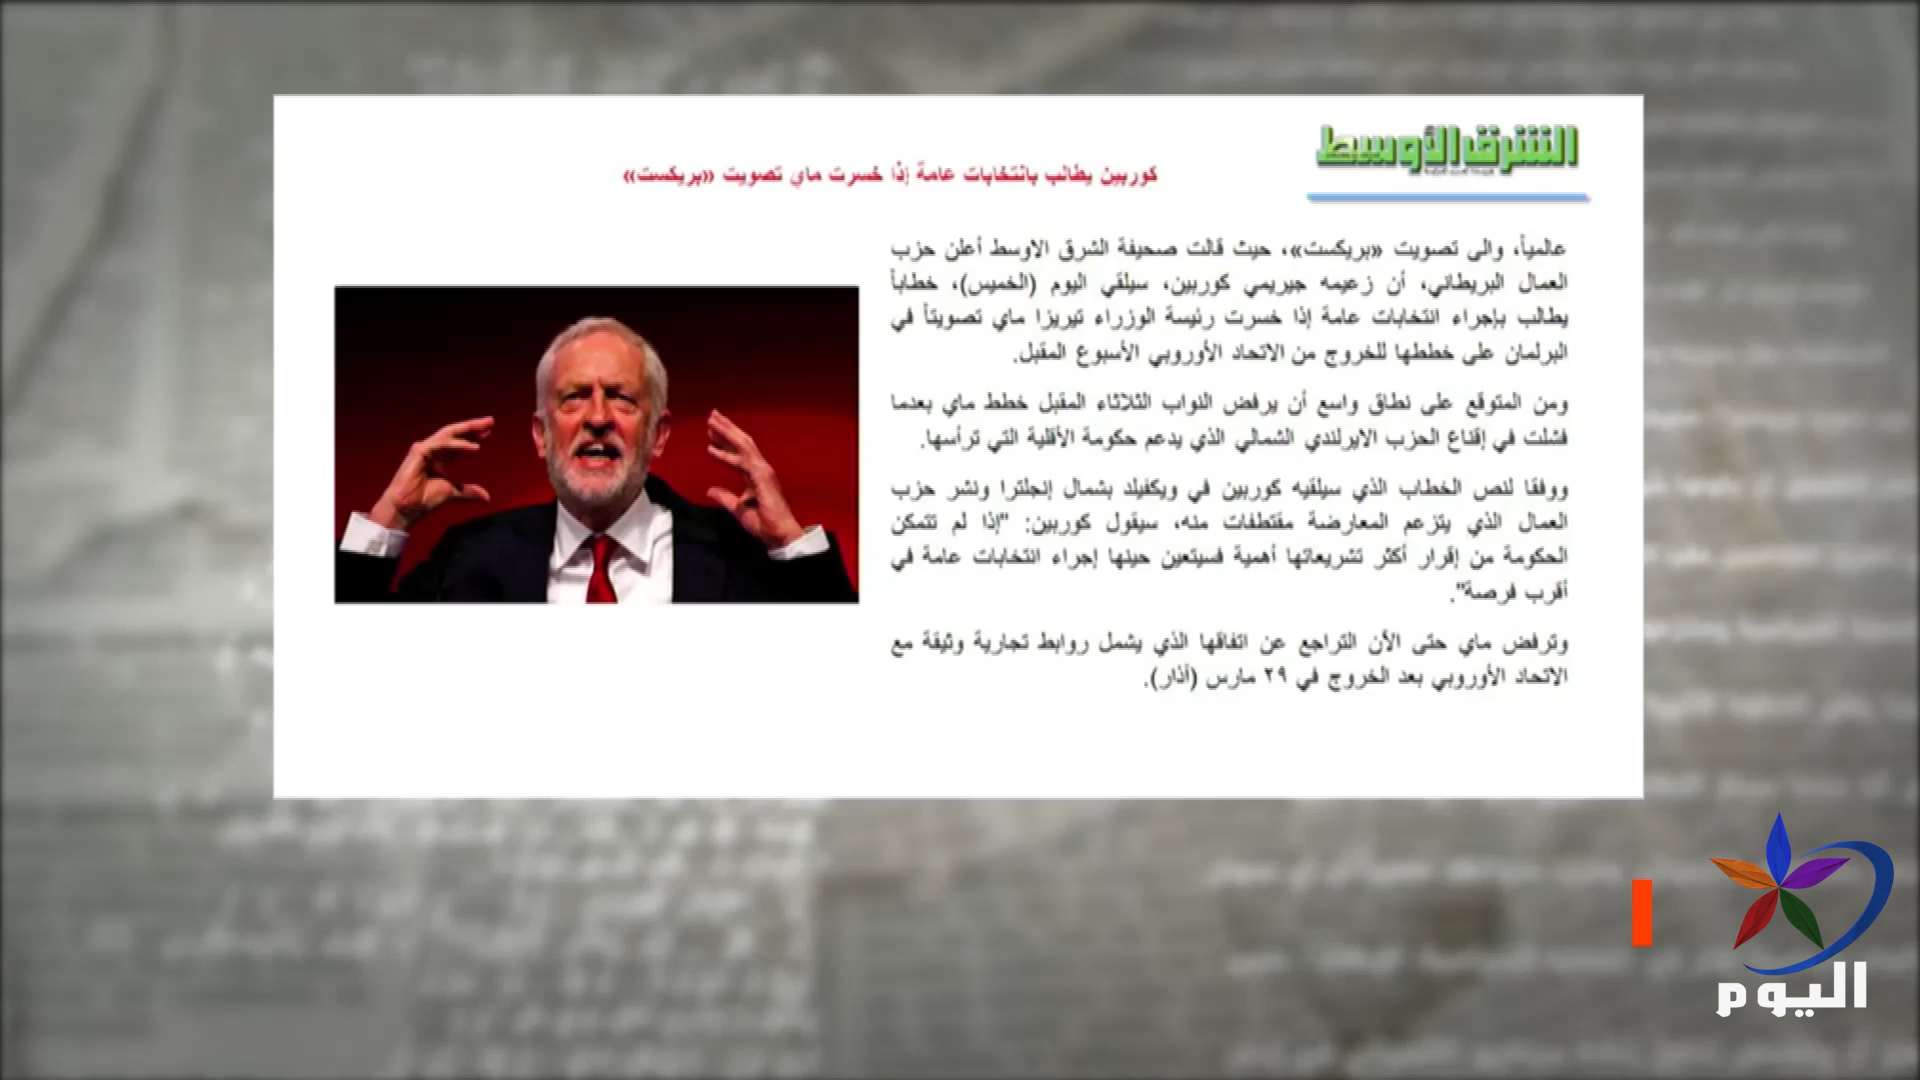 الشرق الأوسط
كوربين يطالب بانتخابات عامة إذا خسرت ماي تصويت «بريكست»
عالمياً، والى تصويت «بريكست»، حيث قالت صحيفة الشرق الاوسط أعلن حزب
العمال البريطاني، أن زعيمه جيريمي كوربين، سيلقي اليوم (الخميس)، خطاباً
يطالب بإجراء انتخابات عامة إذا خسرت رئيسة الوزراء تيريزا ماي تصويتاً في
البرلمان على خططها للخروج من الاتحاد الأوروبي الأسبوع المقبل.
ومن المتوقع على نطاق واسع أن يرفض النواب الثلاثاء المقبل خطط ماي بعدما
فشلت في إقناع الحزب الايرلندي الشمالي الذي يدعم حكومة الأقلية التي ترأسها.
ووفقا لنص الخطاب الذي سيلقيه كوربين في ويكفيلد بشمال إنجلترا ونشر حزب
العمال الذي يتزعم المعارضة مقتطفات منه، سيقول كوربين: "إذا لم تتمكن
الحكومة من إقرار أكثر تشريعاتها أهمية فسيتعين حينها إجراء انتخابات عامة في
أقرب فرصة".
وترفض ماي حتى الآن التراجع عن اتفاقها الذي يشمل روابط تجارية وثيقة مع
الاتحاد الأوروبي بعد الخروج في ٢٩ مارس (أذار).
اليوم